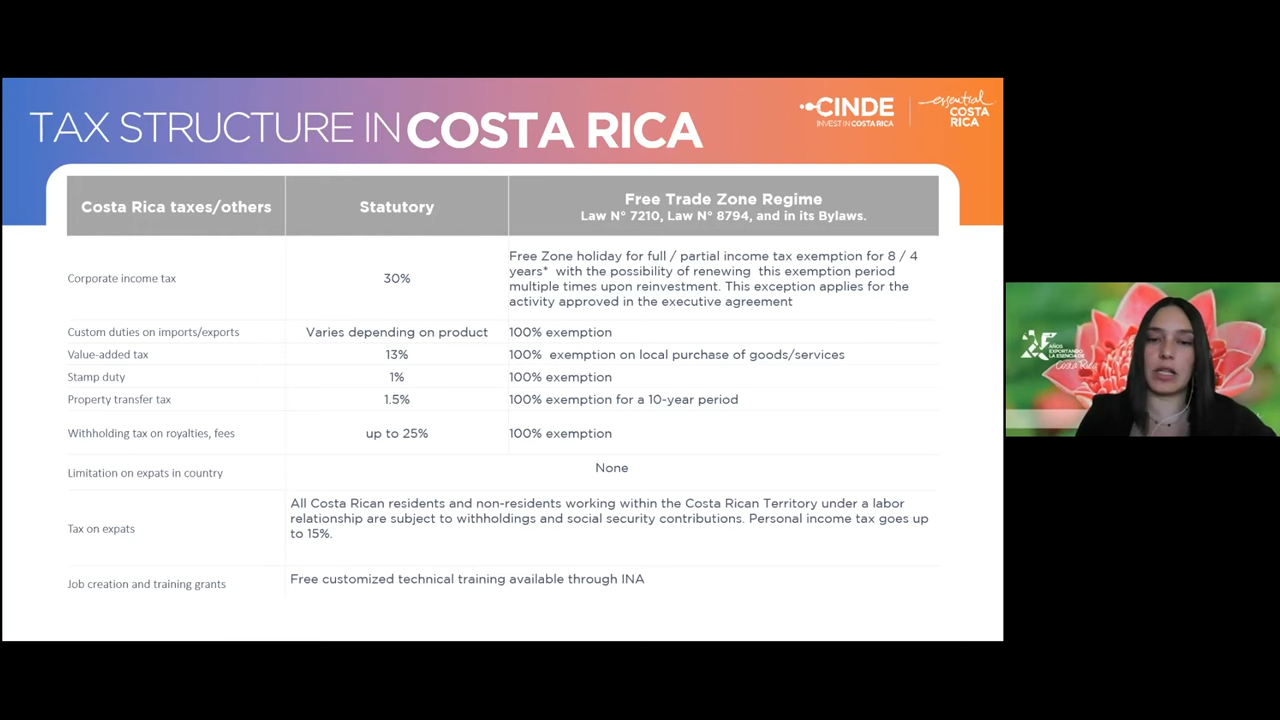 TAX STRUCTURE IN COSTA RICA
CINDE
INVEST IN COSTA RICA
essential
COSTA
RICA
Costa Rica taxes/others
Statutory
Free Trade Zone Regime
Law N° 7210, Law N° 8794, and in its Bylaws.
Corporate income tax
30%
Free Zone holiday for full / partial income tax exemption for 8 / 4
years* with the possibility of renewing this exemption period
multiple times upon reinvestment. This exception applies for the
activity approved in the executive agreement
Custom duties on imports/exports
Varies depending on product
100% exemption
Value-added tax
13%
100% exemption on local purchase of goods/services
Stamp duty
1%
100% exemption
Property transfer tax
1.5%
100% exemption for a 10-year period
Withholding tax on royalties, fees
up to 25%
100% exemption
Limitation on expats in country
None
Tax on expats
All Costa Rican residents and non-residents working within the Costa Rican Territory under a labor
relationship are subject to withholdings and social security contributions. Personal income tax goes up
to 15%.
Job creation and training grants
Free customized technical training available through INA
AÑOS
EXPORTANDO
LA ESENCIA DE
Costa Rica